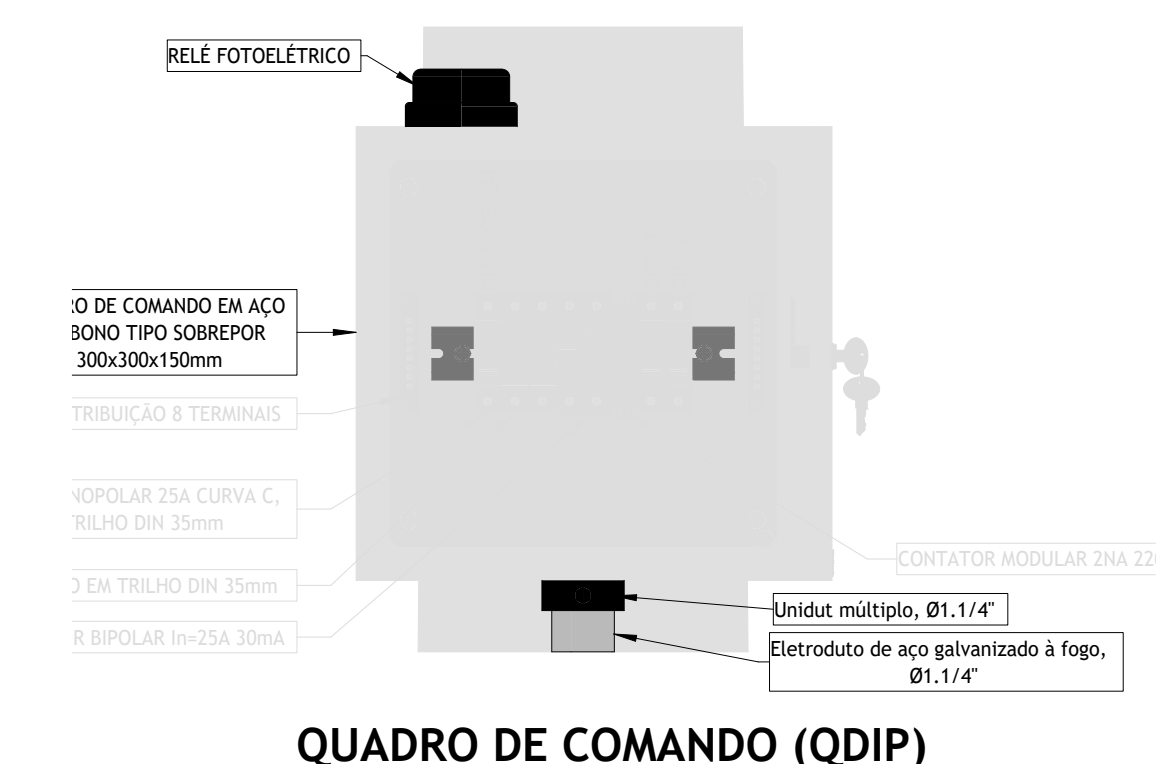 RELÉ FOTOELÉTRICO
RO DE COMANDO EM AÇO
BONO TIPO SOBREPOR
300x300x150mm
TRIBUIÇÃO 8 TERMINAIS
NOPOLAR 25A CURVA C,
TRILHO DIN 35mm
O EM TRILHO DIN 35mm
R BIPOLAR In=25A 30mA
CONTATOR MODULAR 2NA 220
Unidut múltiplo, Ø1.1/4"
Eletroduto de aço galvanizado à fogo,
Ø1.1/4"
QUADRO DE COMANDO (QDIP)